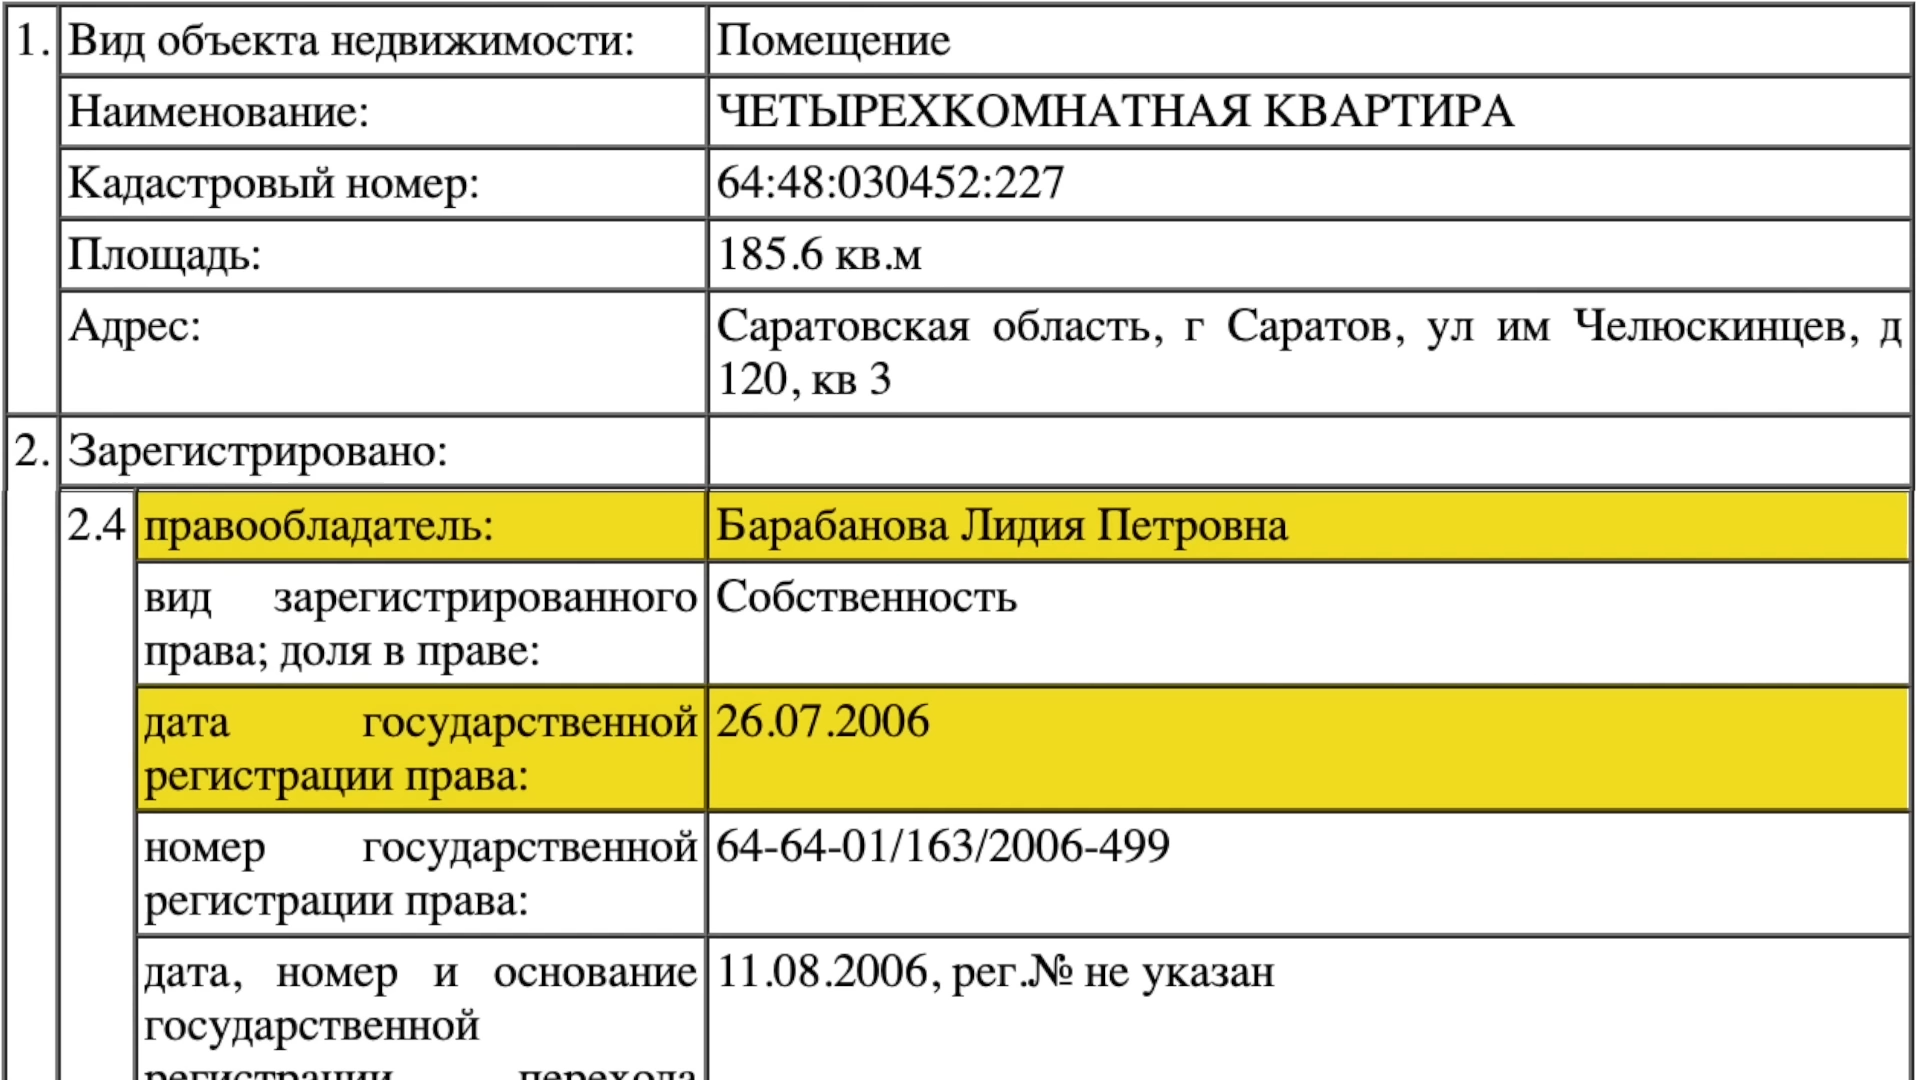 1. Вид объекта недвижимости: Помещение
Наименование: ЧЕТЫРЕХКОМНАТНАЯ КВАРТИРА
Кадастровый номер: 64:48:030452:227
Площадь: 185.6 кв.м
Адрес: Саратовская область, г Саратов, ул им Челюскинцев, д
120, кв 3
2. Зарегистрировано:
2.4 правообладатель: Барабанова Лидия Петровна
вид зарегистрированного Собственность
права; доля в праве:
дата государственной 26.07.2006
регистрации права:
номер государственной 64-64-01/163/2006-499
регистрации права:
дата, номер и основание 11.08.2006, рег.№ не указан
государственной
регистрации перехода